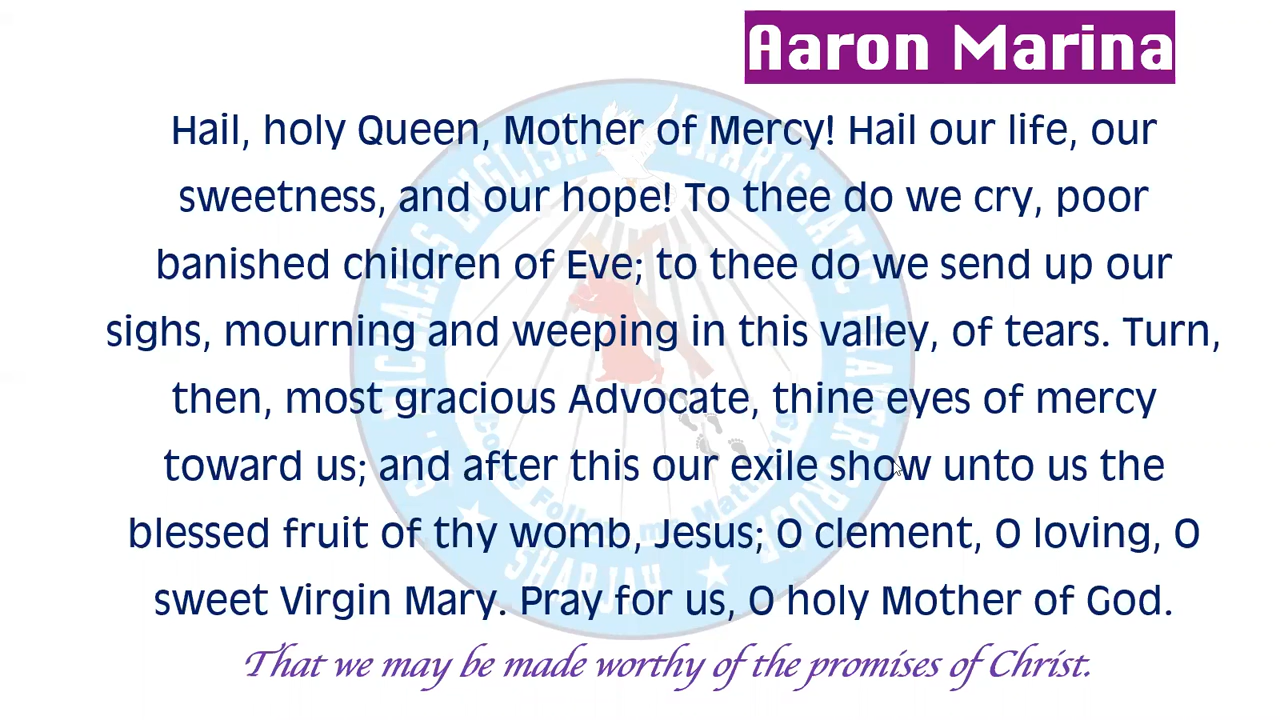 Aaron Marina
Hail, holy Queen, Mother of Mercy! Hail our life, our
sweetness, and our hope! To thee do we cry, poor
banished children of Eve; to thee do we send up our
sighs, mourning and weeping in this valley, of tears. Turn,
then, most gracious Advocate, thine eyes of mercy
toward us; and after this our exile show unto us the
blessed fruit of thy womb, Jesus; O clement, O loving, O
sweet Virgin Mary. Pray for us, O holy Mother of God.
That we may be made worthy of the promises of Christ.
SHARJAH